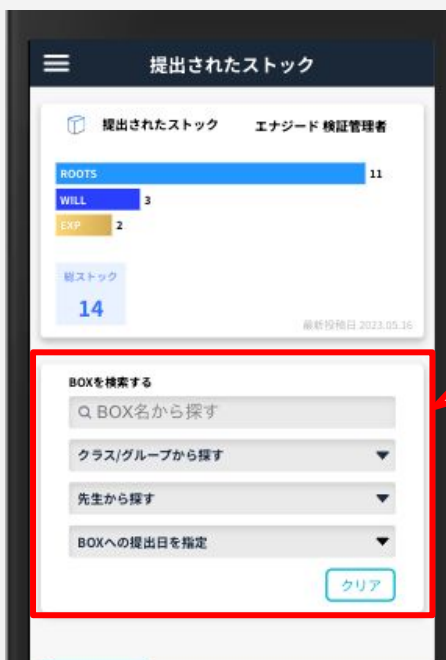 提出されたストック
提出されたストック エナジード 検証管理者
ROOTS 11
WILL 3
EXP 2
総ストック
14
最新投稿日 2023.05.16
BOXを検索する
BOX名から探す
クラス/グループから探す
先生から探す
BOXへの提出日を指定
クリア